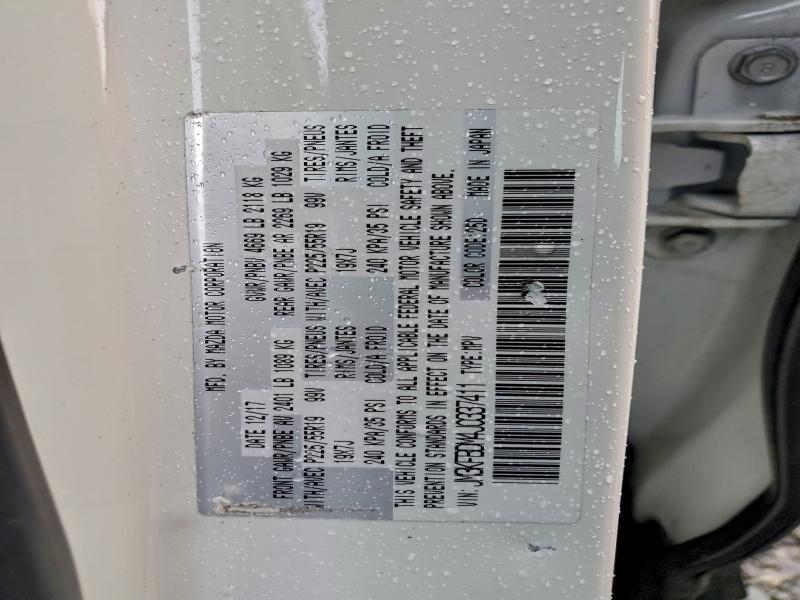 MFD. BY MAZDA MOTOR CORPORATION
DATE 12/17 GVWR/PNBV 4663 LB 2113 KG
FRONT GAWR/PNBE AV 2401 LB 1089 KG REAR GAWR/PNBE AR 2269 LB 1029 KG
WITH/AVEC P225/55R19 99V TIRES/PNEUS WITH/AVEC P225/55R19 99V TIRES/PNEUS
19X7J RIMS/JANTES 19X7J RIMS/JANTES
240 KPA/35 PSI COLD/A FROID 240 KPA/35 PSI COLD/A FROID
THIS VEHICLE CONFORMS TO ALL APPLICABLE FEDERAL MOTOR VEHICLE SAFETY AND THEFT
PREVENTION STANDARDS IN EFFECT ON THE DATE OF MANUFACTURE SHOWN ABOVE.
VIN: TYPE:MPV COLOR CODE:25D MADE IN JAPAN